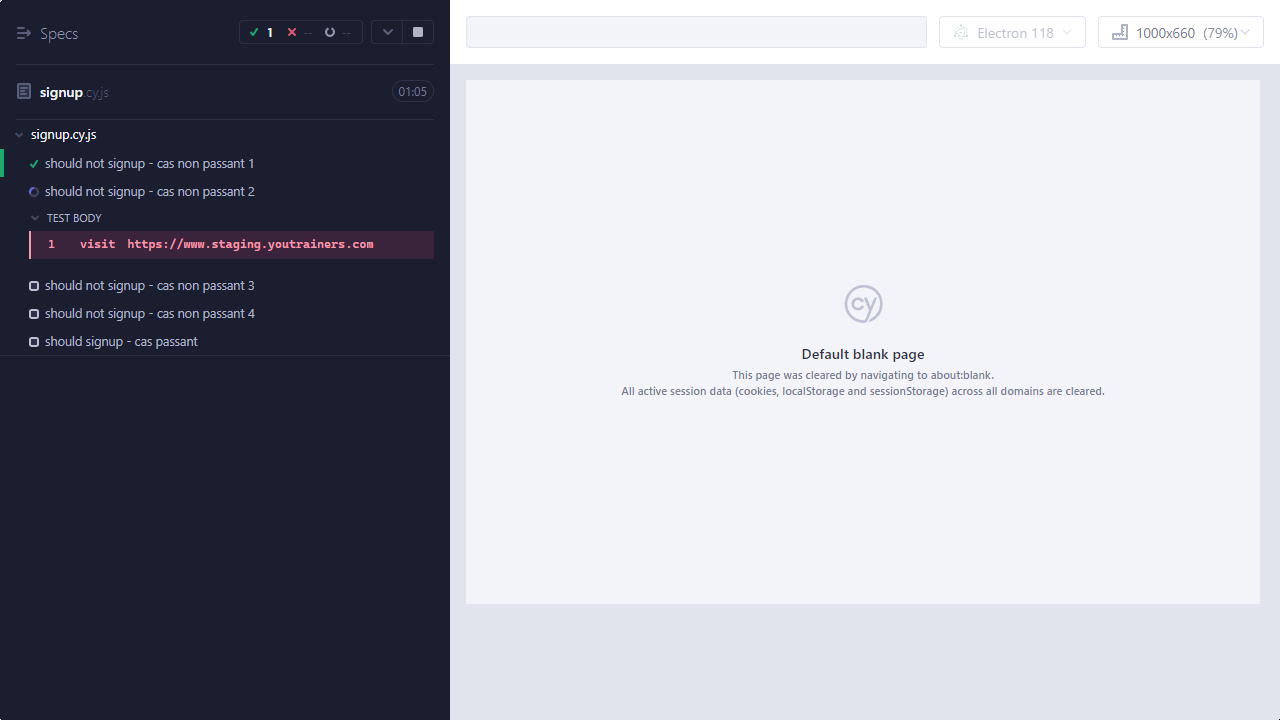 Specs
1
--
--
signup.cy.js
01:05
signup.cy.js
should not signup - cas non passant 1
should not signup - cas non passant 2
TEST BODY
1 visit https://www.staging.youtrainers.com
should not signup - cas non passant 3
should not signup - cas non passant 4
should signup - cas passant
Electron 118
1000x660 (79%)
cy
Default blank page
This page was cleared by navigating to about:blank.
All active session data (cookies, localStorage and sessionStorage) across all domains are cleared.